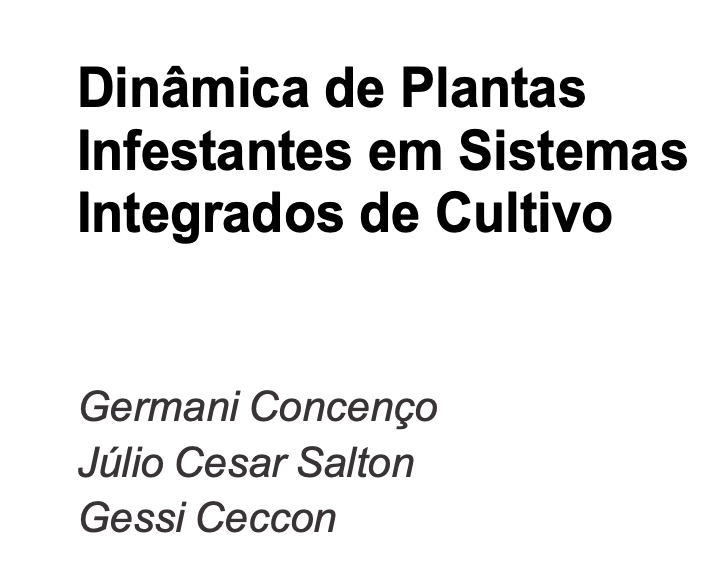 Dinâmica de Plantas
Infestantes em Sistemas
Integrados de Cultivo
Germani Concenço
Júlio Cesar Salton
Gessi Ceccon